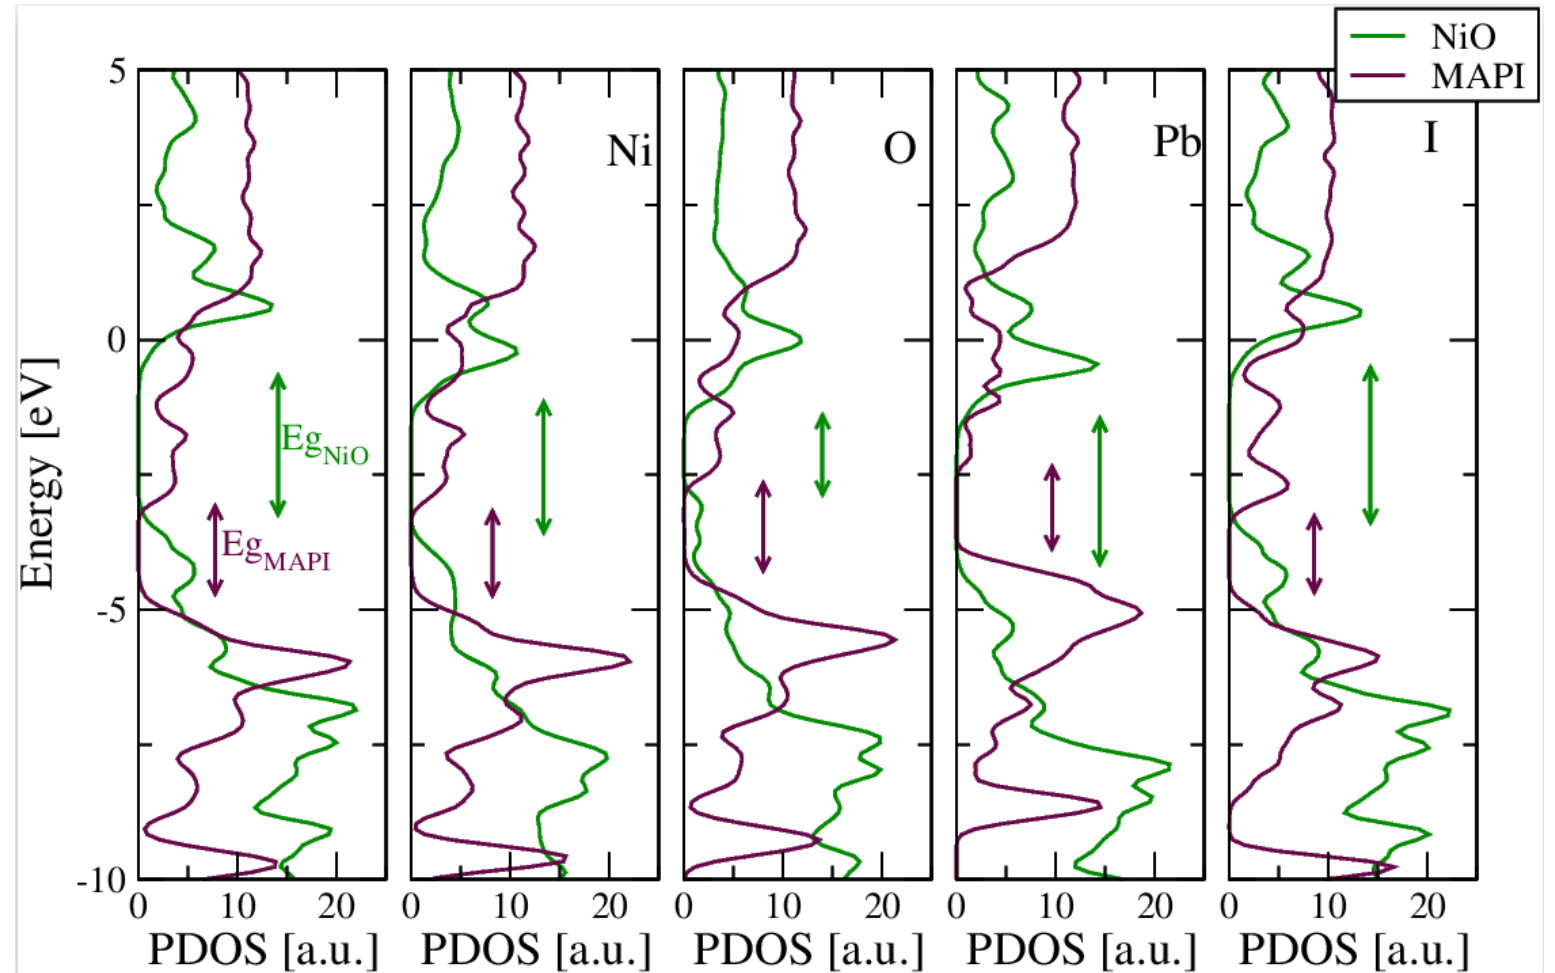 NiO
MAPI
5
0
-5
-10
Energy [eV]
Ni
O
Pb
I
Eg_NiO
Eg_MAPI
0 10 20
0 10 20
0 10 20
0 10 20
0 10 20
PDOS [a.u.]
PDOS [a.u.]
PDOS [a.u.]
PDOS [a.u.]
PDOS [a.u.]